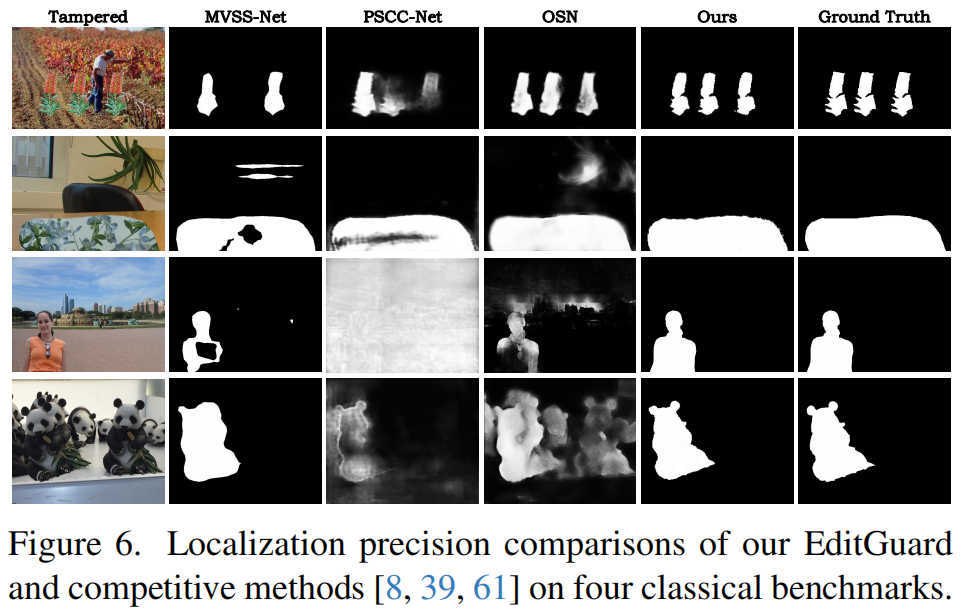 Tampered MVSS-Net PSCC-Net OSN Ours Ground Truth
Figure 6. Localization precision comparisons of our EditGuard
and competitive methods [8, 39, 61] on four classical benchmarks.